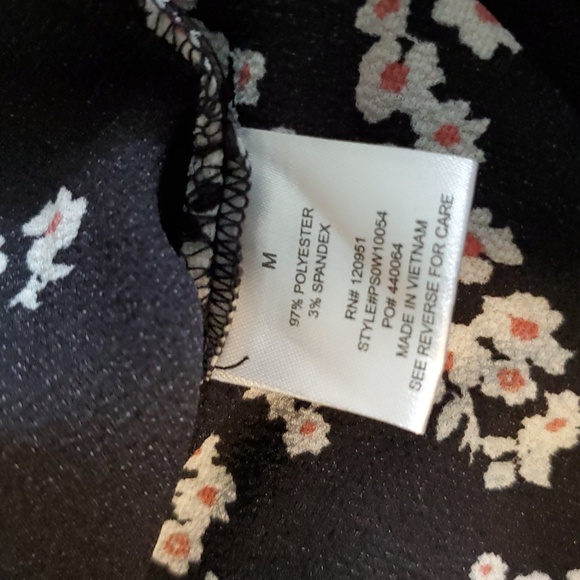 M
97% POLYESTER
3% SPANDEX
RN# 120951
STYLE#PS0W10054
PO# 440064
MADE IN VIETNAM
SEE REVERSE FOR CARE